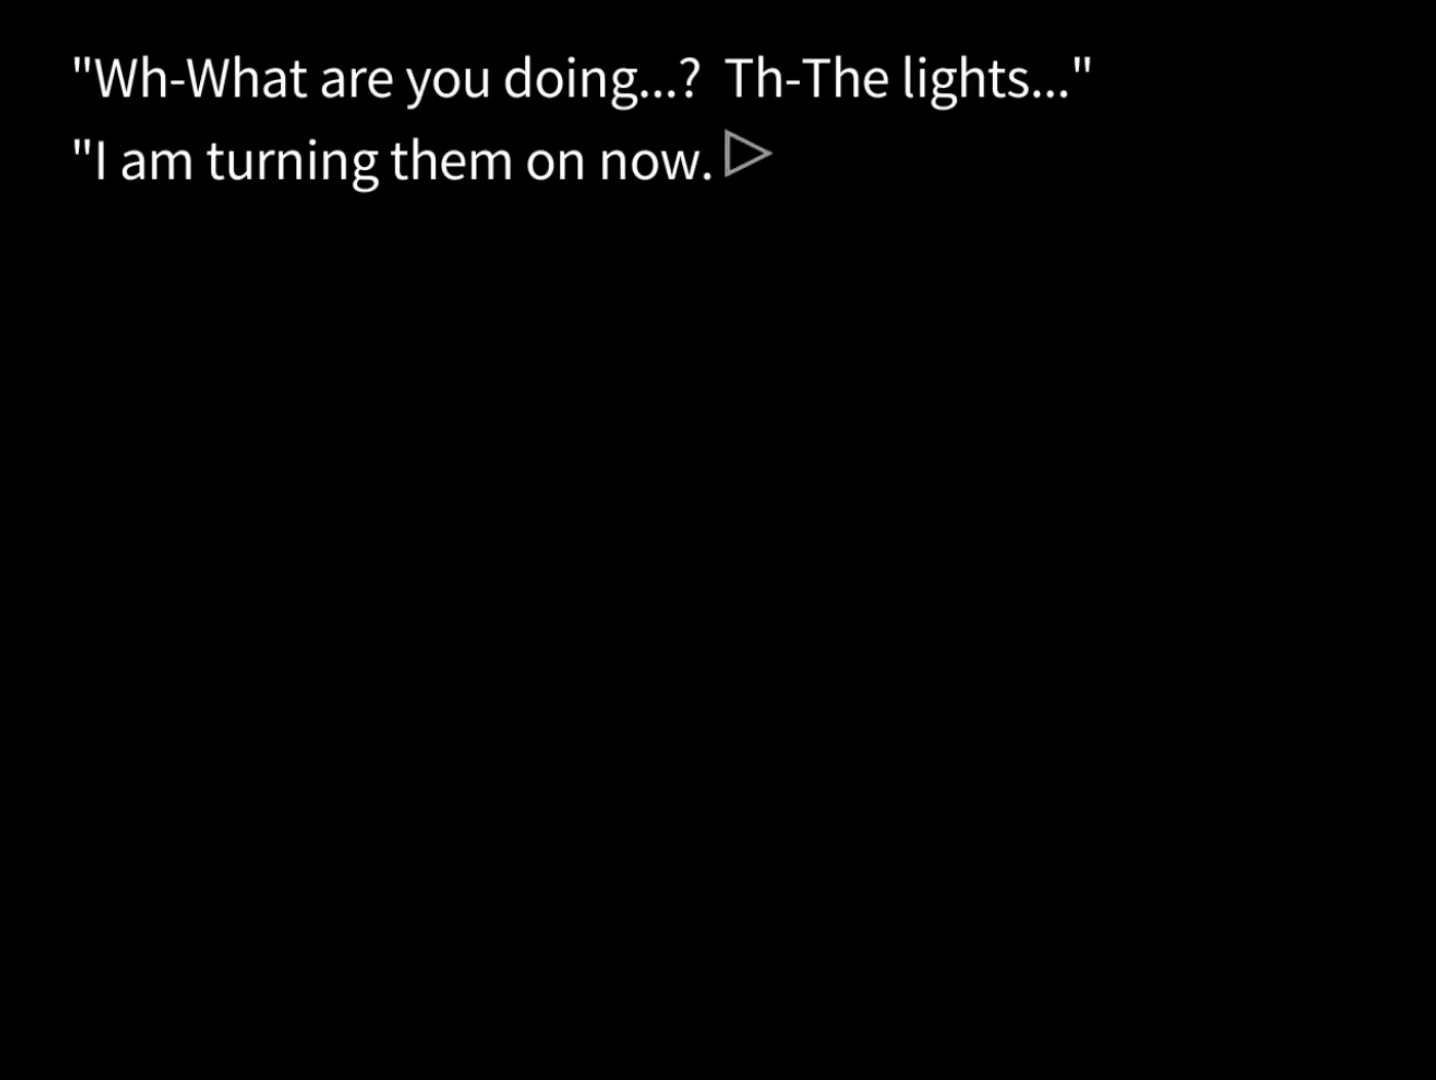 "Wh-What are you doing...?  Th-The lights..."
"I am turning them on now.